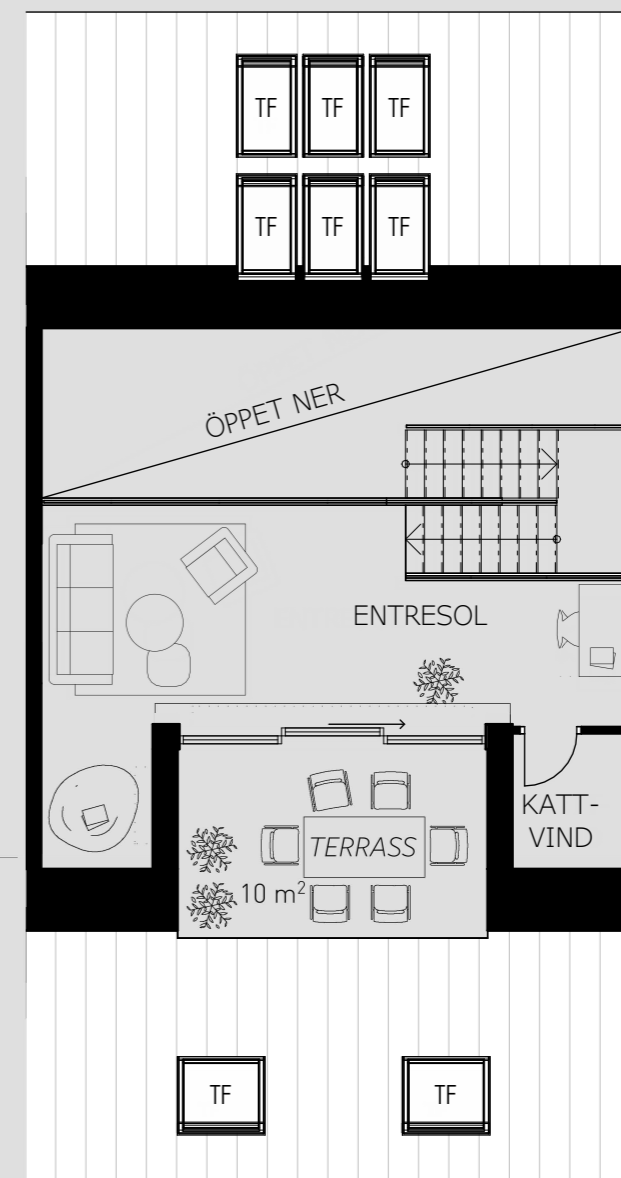 TF TF TF
TF TF TF
ÖPPET NER
ENTRESOL
KATT-
VIND
TERRASS
10 m²
TF TF